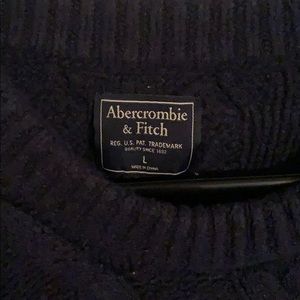 Abercrombie
& Fitch
REG. U.S. PAT. TRADEMARK
QUALITY SINCE 1892
L
MADE IN CHINA